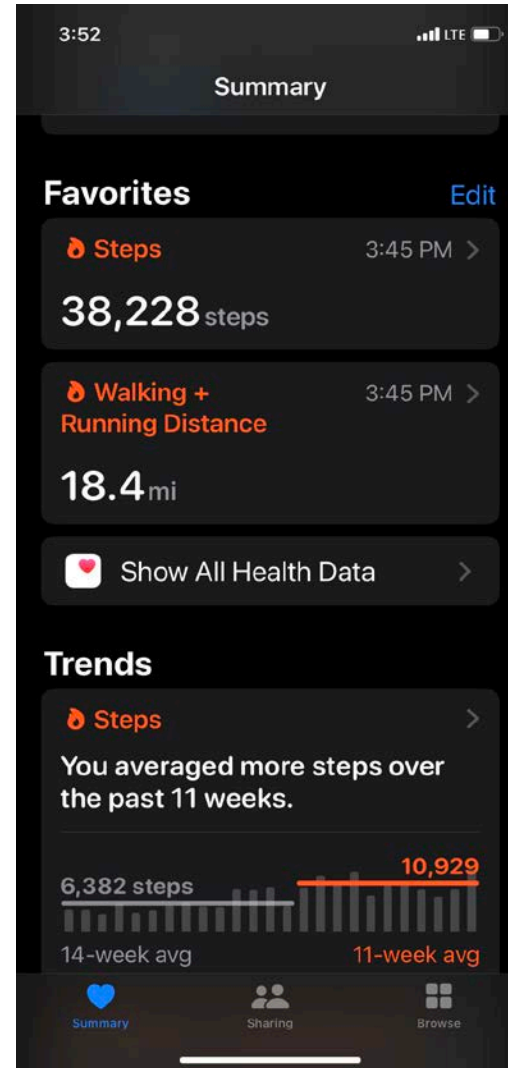 3:52 LTE
Summary
Favorites Edit
Steps 3:45 PM
38,228 steps
Walking + 3:45 PM
Running Distance
18.4 mi
Show All Health Data
Trends
Steps
You averaged more steps over
the past 11 weeks.
10,929
6,382 steps
14-week avg 11-week avg
Summary Sharing Browse